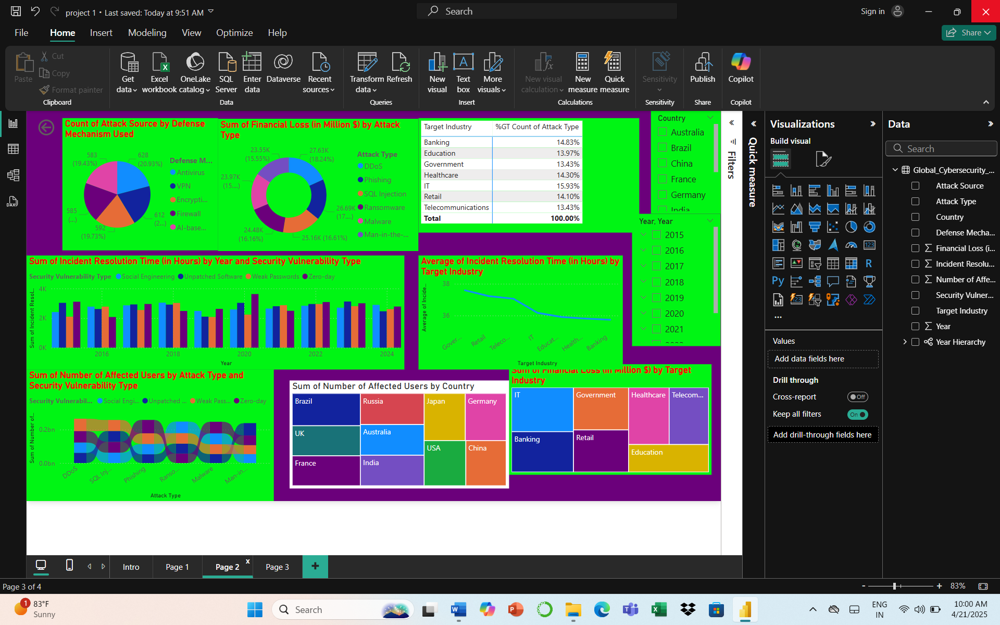 project 1 • Last saved: Today at 9:51 AM
Search
Sign in
File Home Insert Modeling View Optimize Help
Share
Paste
Cut
Copy
Format painter
Clipboard
Get data
Excel workbook
OneLake catalog
SQL Server
Enter data
Dataverse
Recent sources
Data
Transform data
Refresh
Queries
New visual
Text box
More visuals
Insert
New visual calculation
New measure
Quick measure
Calculations
Sensitivity
Sensitivity
Publish
Share
Copilot
Copilot
Count of Attack Source by Defense
Mechanism Used
583
(19.43%)
628
(20.93%)
585
(...)
592
(19.73%)
612
(2...)
Defense M...
Antivirus
VPN
Encrypti...
Firewall
AI-base...
Sum of Financial Loss (in Million $) by Attack
Type
23.55K
(15.55%)
27.63K
(18.24%)
23.97K
(15....)
26.69K
(17....)
24.48K
(16.16%)
25.16K (16.61%)
Attack Type
DDoS
Phishing
SQL Injection
Ransomware
Malware
Man-in-the-...
Target Industry %GT Count of Attack Type
Banking 14.83%
Education 13.97%
Government 13.43%
Healthcare 14.30%
IT 15.93%
Retail 14.10%
Telecommunications 13.43%
Total 100.00%
Country
Australia
Brazil
China
France
Germany
India
Year, Year
2015
2016
2017
2018
2019
2020
2021
2022
Sum of Incident Resolution Time (in Hours) by Year and Security Vulnerability Type
Security Vulnerability Type Social Engineering Unpatched Software Weak Passwords Zero-day
Sum of Incident Resol...
4K
2K
0K
2016 2018 2020 2022 2024
Year
Average of Incident Resolution Time (in Hours) by
Target Industry
Average of Incide...
38
36
Gover... Retail Teleco... IT Educat... Health... Banking
Target Industry
Sum of Number of Affected Users by Attack Type and
Security Vulnerability Type
Security Vulnerabil... Social Engi... Unpatched ... Weak Pass... Zero-day
Sum of Number of...
0.2bn
0.0bn
DDoS SQL Inj... Phishing Ranso... Malware Man-in...
Attack Type
Sum of Number of Affected Users by Country
Brazil
UK
France
Russia
Australia
India
Japan
USA
Germany
China
Sum of Financial Loss (in Million $) by Target
Industry
IT
Banking
Government
Retail
Healthcare
Telecom...
Education
Filters
Quick measure
Visualizations
Build visual
123
R
Py
123
...
Values
Add data fields here
Drill through
Cross-report
Off
Keep all filters
On
Add drill-through fields here
Data
Search
Global_Cybersecurity_...
Attack Source
Attack Type
Country
Defense Mecha...
Financial Loss (i...
Incident Resolu...
Number of Affe...
Security Vulner...
Target Industry
Year
Year Hierarchy
DAX
Intro
Page 1
Page 2 x
Page 3
+
Page 3 of 4
- + 83%
1
83°F
Sunny
Search
ENG
IN
10:00 AM
4/21/2025